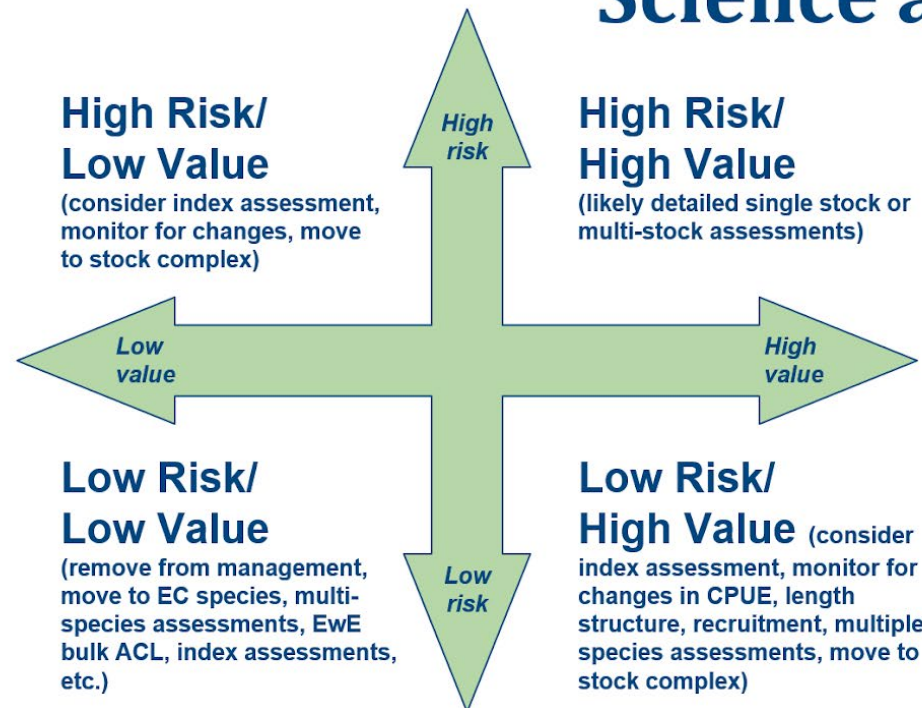 Science a
High Risk/
Low Value
(consider index assessment,
monitor for changes, move
to stock complex)
High
risk
High Risk/
High Value
(likely detailed single stock or
multi-stock assessments)
Low
value
High
value
Low Risk/
Low Value
(remove from management,
move to EC species, multi-
species assessments, EwE
bulk ACL, index assessments,
etc.)
Low
risk
Low Risk/
High Value (consider
index assessment, monitor for
changes in CPUE, length
structure, recruitment, multiple
species assessments, move to
stock complex)